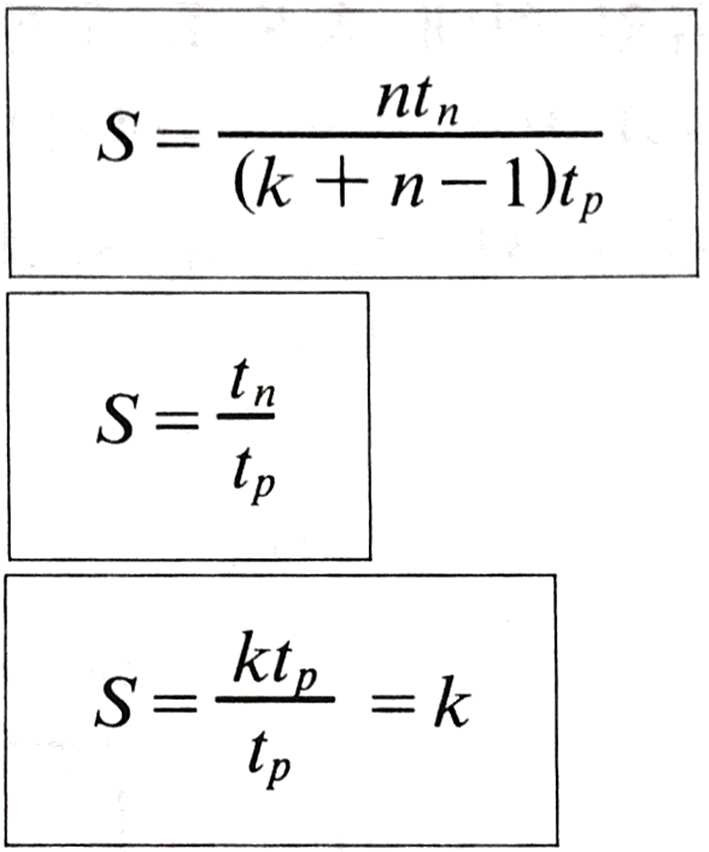 S = nt_n / (k + n − 1)t_p
S = t_n / t_p
S = kt_p / t_p = k